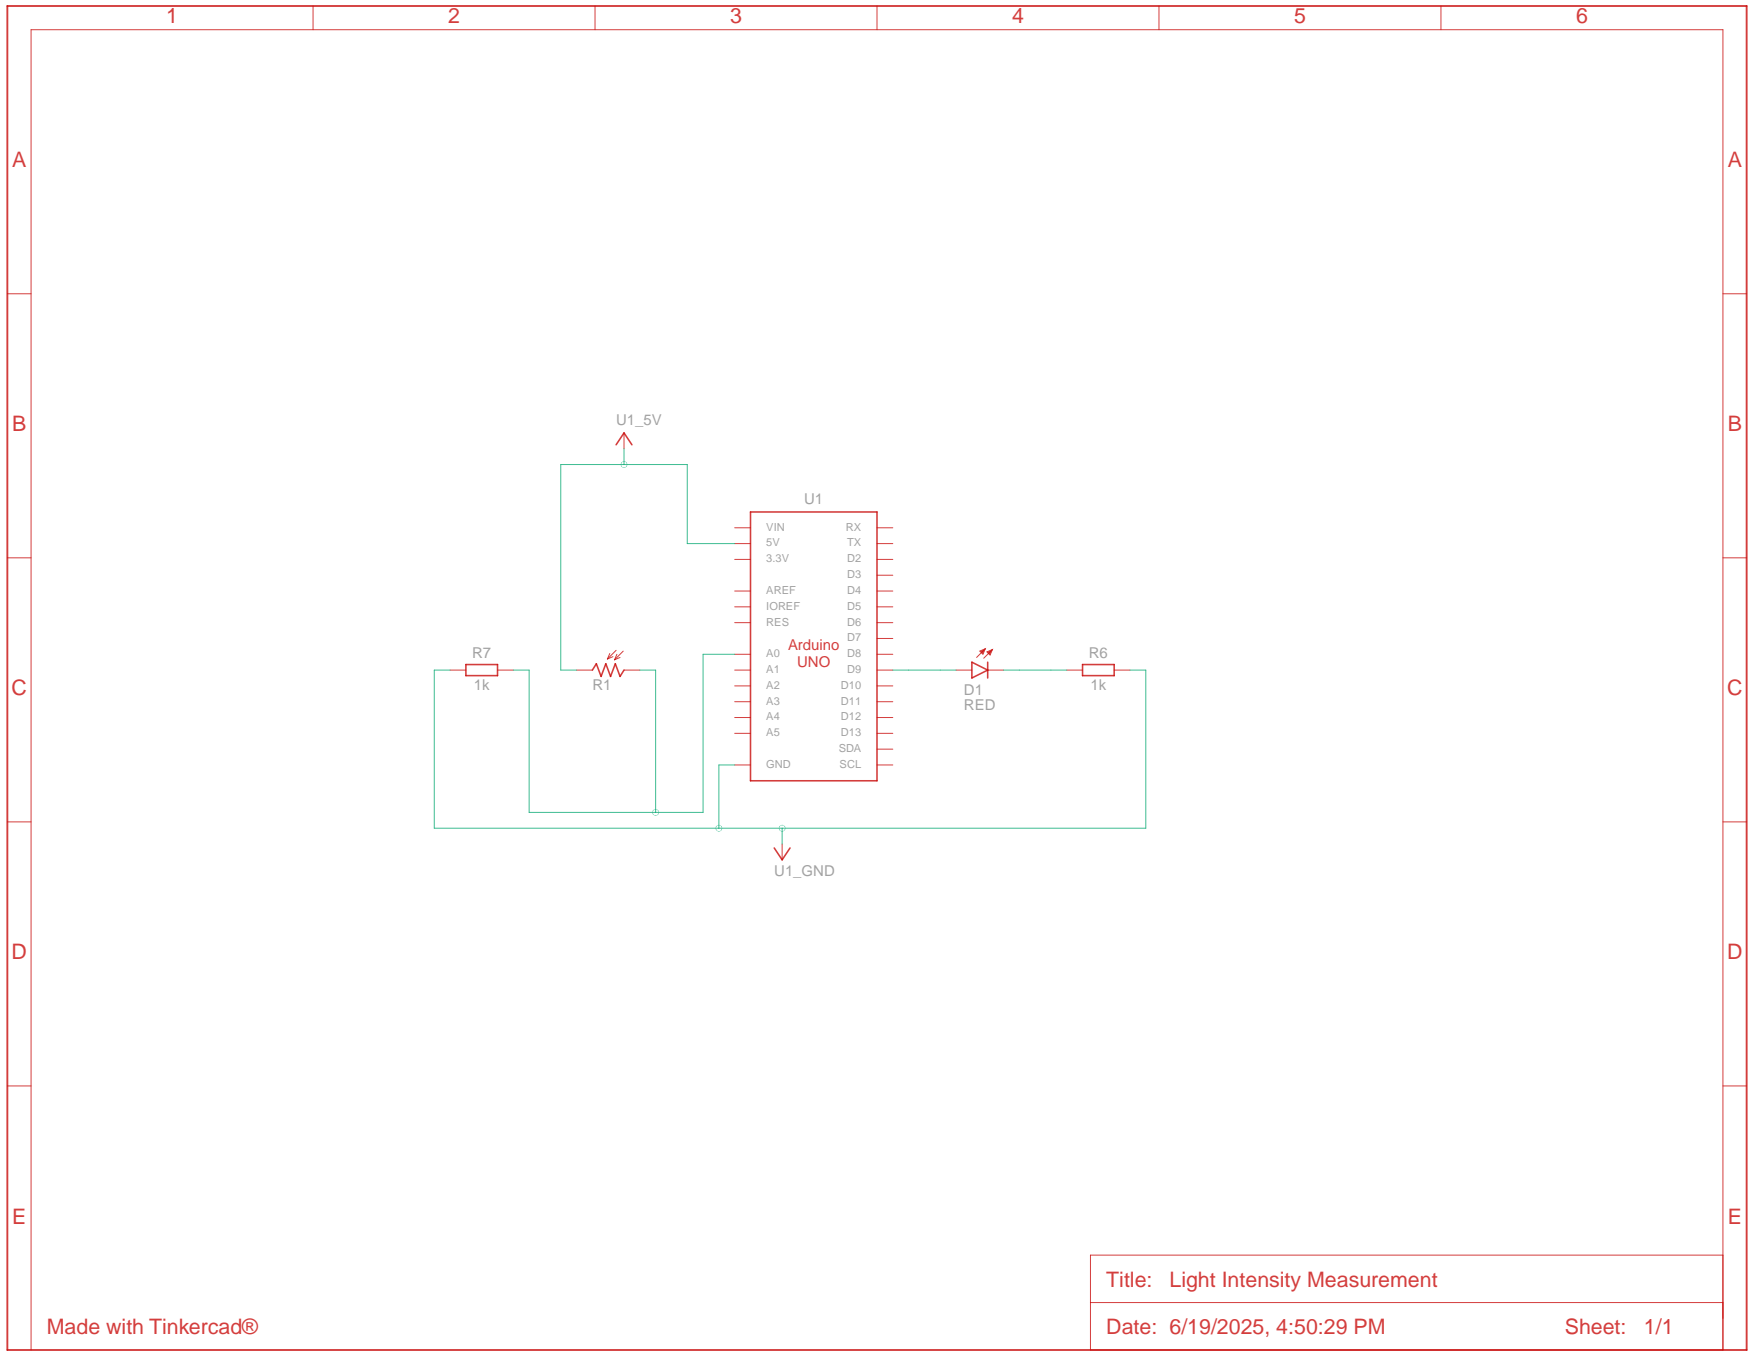 1 2 3 4 5 6
A A
B B
U1_5V
U1
VIN RX
5V TX
3.3V D2
D3
AREF D4
IOREF D5
RES D6
D7
Arduino
UNO
A0 D8
A1 D9
A2 D10
A3 D11
A4 D12
A5 D13
SDA
GND SCL
R7
1k
R1
D1
RED
R6
1k
C C
U1_GND
D D
E E
Title: Light Intensity Measurement
Made with Tinkercad®
Date: 6/19/2025, 4:50:29 PM Sheet: 1/1